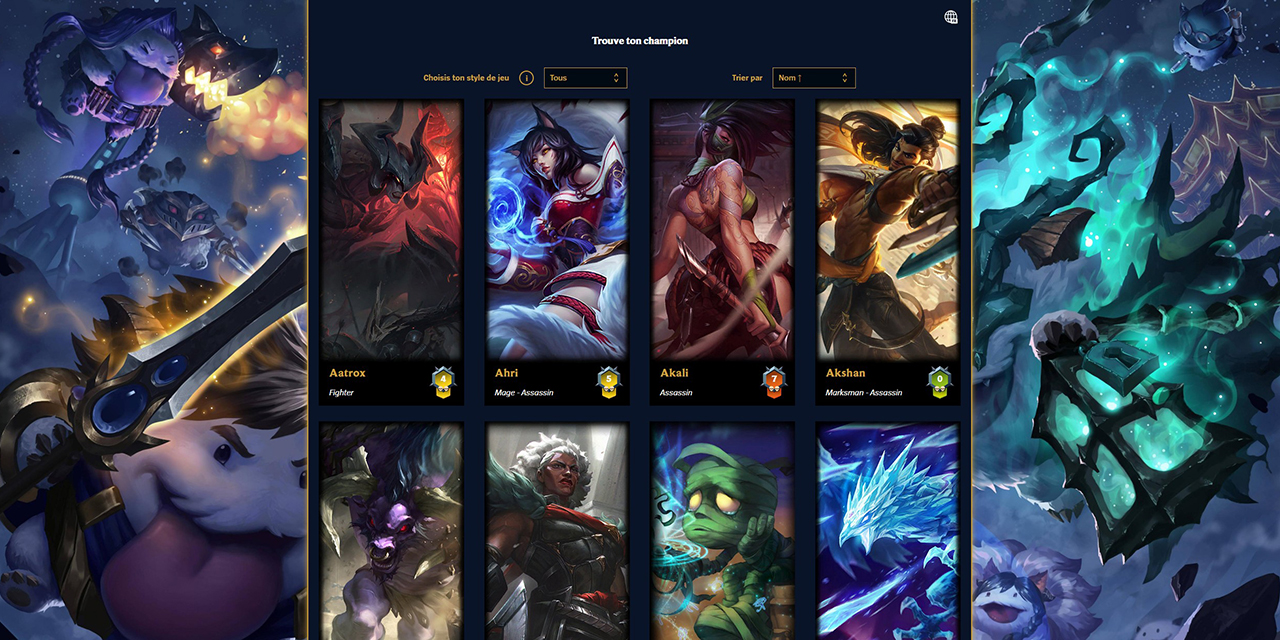 Trouve ton champion
Choisis ton style de jeu i Tous Trier par Nom ↑
Aatrox 4
Fighter
Ahri 5
Mage - Assassin
Akali 7
Assassin
Akshan 0
Marksman - Assassin